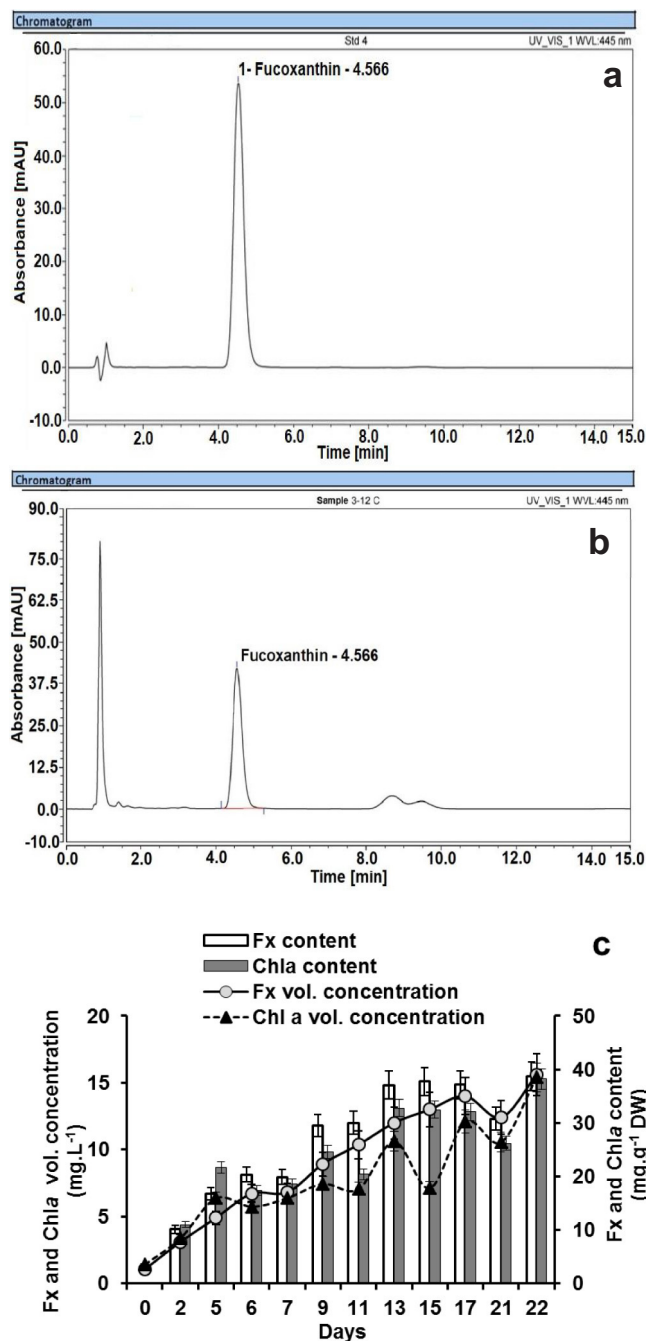 Chromatogram
Std 4 UV_VIS_1 WVL:445 nm
a
1- Fucoxanthin - 4.566
Absorbance [mAU]
60.0
50.0
40.0
30.0
20.0
10.0
0.0
-10.0
0.0 2.0 4.0 6.0 8.0 10.0 12.0 15.0
Time [min]
Chromatogram
Sample 3-12 C UV_VIS_1 WVL:445 nm
b
Fucoxanthin - 4.566
Absorbance [mAU]
90.0
75.0
62.5
50.0
37.5
25.0
12.5
0.0
-10.0
0.0 2.0 4.0 6.0 8.0 10.0 12.0 15.0
Time [min]
c
Fx content
Chla content
Fx vol. concentration
Chl a vol. concentration
Fx and Chla vol. concentration
(mg.L-1)
20
15
10
5
0
50
40
30
20
10
0
Fx and Chla content
(mg.g-1 DW)
0 2 5 6 7 9 11 13 15 17 21 22
Days